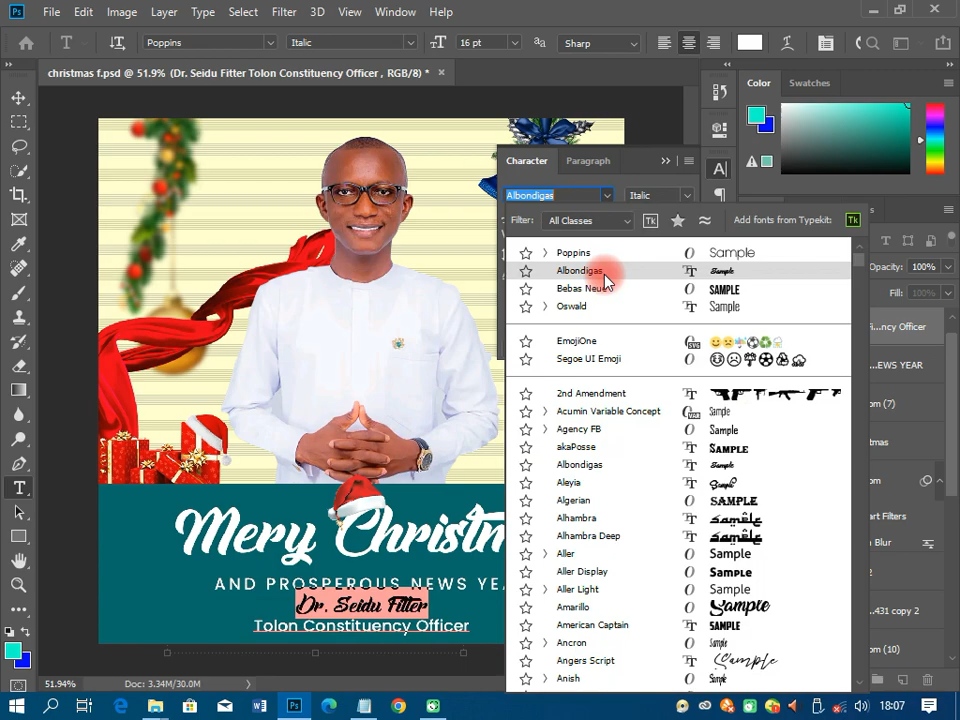 Ps File Edit Image Layer Type Select Filter 3D View Window Help
T Poppins Italic 16 pt Sharp
christmas f.psd @ 51.9% (Dr. Seidu Fitter Tolon Constituency Officer , RGB/8) *
Color Swatches
Character Paragraph
Albondigas Italic
Filter: All Classes Tk Add fonts from Typekit: Tk
Poppins Sample
Albondigas Sample
Bebas Neue SAMPLE
Oswald Sample
EmojiOne
Segoe UI Emoji
2nd Amendment
Acumin Variable Concept Sample
Agency FB Sample
akaPosse SAMPLE
Albondigas Sample
Aleyia Sample
Algerian SAMPLE
Alhambra Sample
Alhambra Deep Sample
Aller Sample
Aller Display Sample
Aller Light Sample
Amarillo Sample
American Captain SAMPLE
Ancron Sample
Angers Script Sample
Anish Sample
Opacity: 100%
Fill: 100%
...ncy Officer
...EWS YEAR
...om (7)
...stmas
...om
...art Filters
...n Blur
...2
...431 copy 2
...om (10)
Mery Christm
AND PROSPEROUS NEWS YEA
Dr. Seidu Fitter
Tolon Constituency Officer
51.94% Doc: 3.34M/30.0M
18:07